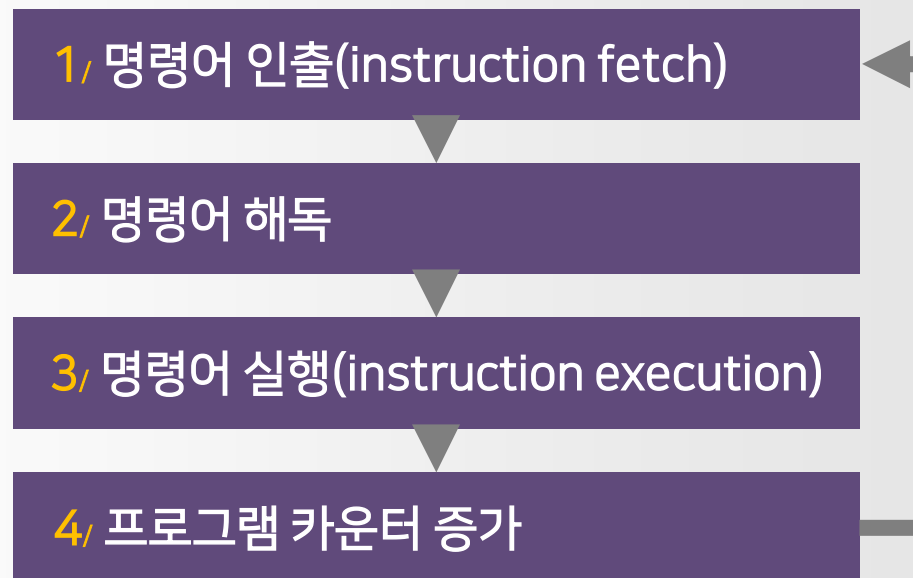 1/ 명령어 인출(instruction fetch)
2/ 명령어 해독
3/ 명령어 실행(instruction execution)
4/ 프로그램 카운터 증가